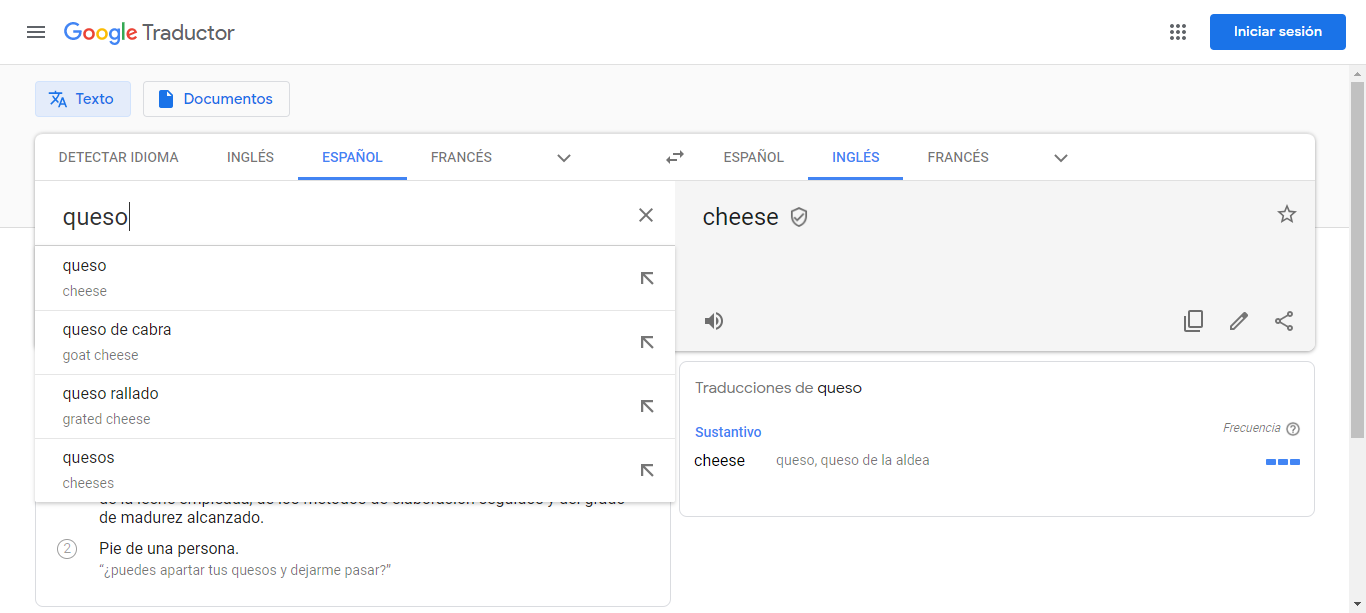 Google Traductor
Iniciar sesión
Texto
Documentos
DETECTAR IDIOMA INGLÉS ESPAÑOL FRANCÉS
ESPAÑOL INGLÉS FRANCÉS
queso
queso
cheese
queso de cabra
goat cheese
queso rallado
grated cheese
quesos
cheeses
de madurez alcanzado.
2 Pie de una persona.
“¿puedes apartar tus quesos y dejarme pasar?”
cheese
Traducciones de queso
Sustantivo Frecuencia
cheese queso, queso de la aldea